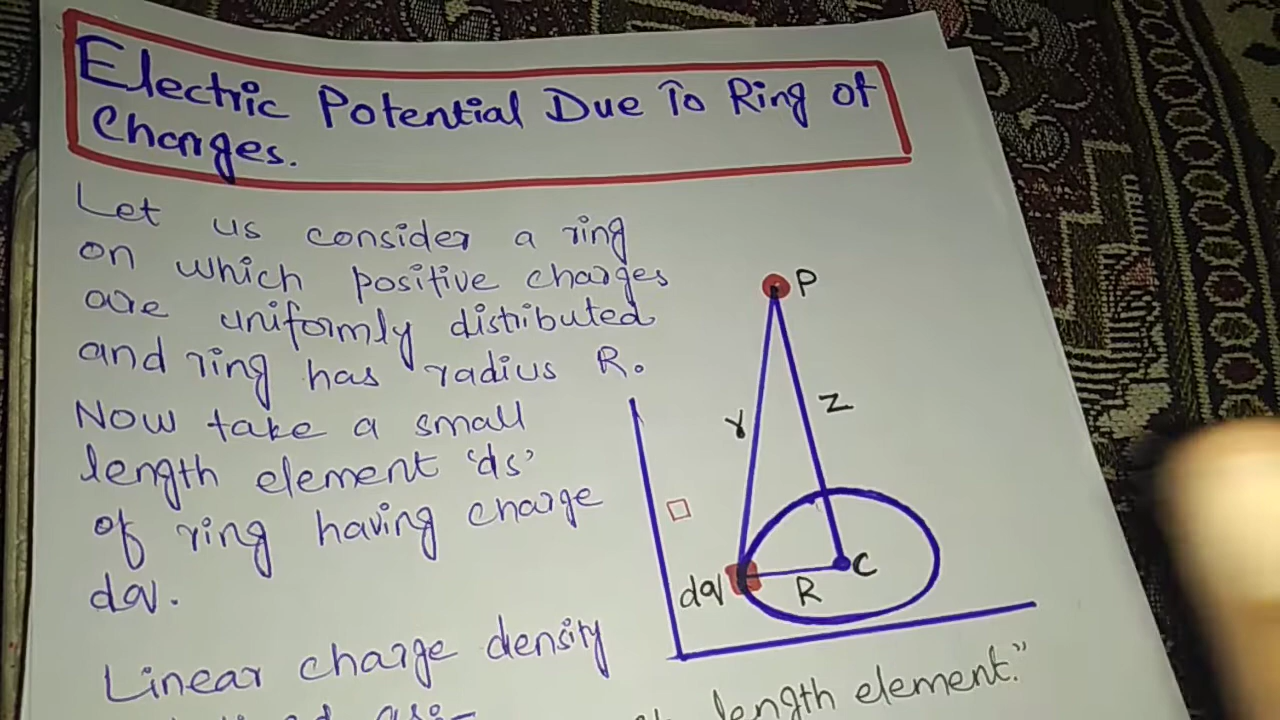 Electric Potential Due To Ring of
Charges.
Let us consider a ring
on which positive charges
are uniformly distributed
and ring has radius R.
Now take a small
length element 'ds'
of ring having charge
dq.
Linear charge density
P
r
z
C
R
dq
length element."